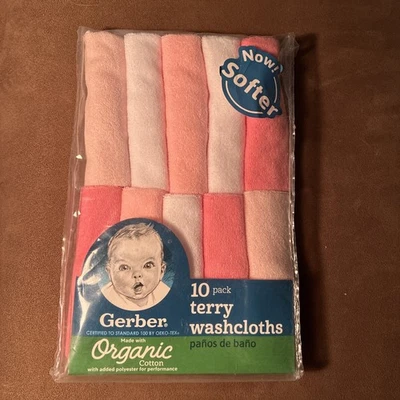 Now!
Softer
10 pack
terry
washcloths
paños de baño
Gerber®
CERTIFIED TO STANDARD 100 BY OEKO-TEX®
Made with
Organic
Cotton
with added polyester for performance